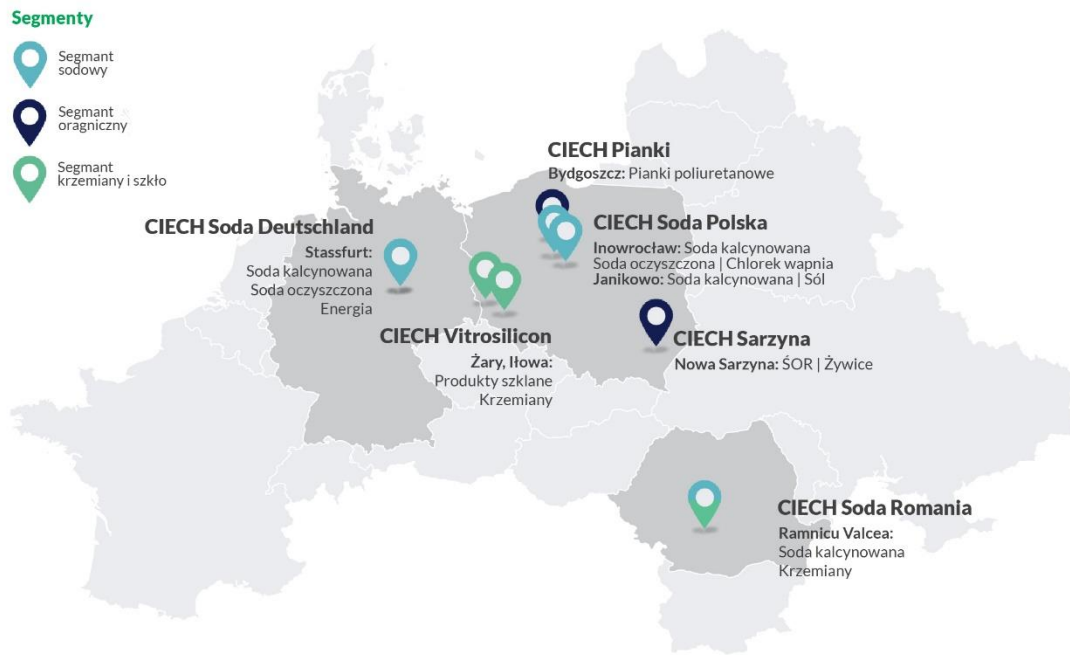 Segmenty
Segmant
sodowy
Segmant
oragniczny
Segmant
krzemiany i szkło
CIECH Pianki
Bydgoszcz: Pianki poliuretanowe
CIECH Soda Deutschland
Stassfurt:
Soda kalcynowana
Soda oczyszczona
Energia
CIECH Soda Polska
Inowrocław: Soda kalcynowana
Soda oczyszczona | Chlorek wapnia
Janikowo: Soda kalcynowana | Sól
CIECH Vitrosilicon
Żary, Iłowa:
Produkty szklane
Krzemiany
CIECH Sarzyna
Nowa Sarzyna: ŚOR | Żywice
CIECH Soda Romania
Ramnicu Valcea:
Soda kalcynowana
Krzemiany